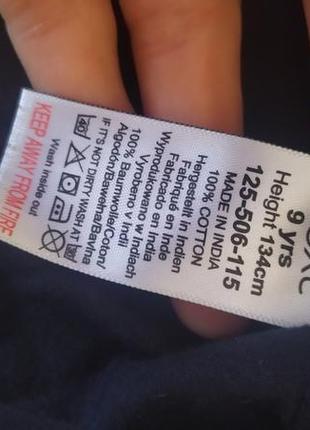 9 yrs
Height 134cm
125-506-115
MADE IN INDIA
100% COTTON
Hergestellt in Indien
Fabriqué en Inde
Fabricado en India
Wyprodukowano w Indiach
Vyrobeno v Indii
100% Baumwolle/Coton/
Algodón/Bawełna/Bavlna
IF IT'S NOT DIRTY WASH AT
40
Wash inside out
KEEP AWAY FROM FIRE